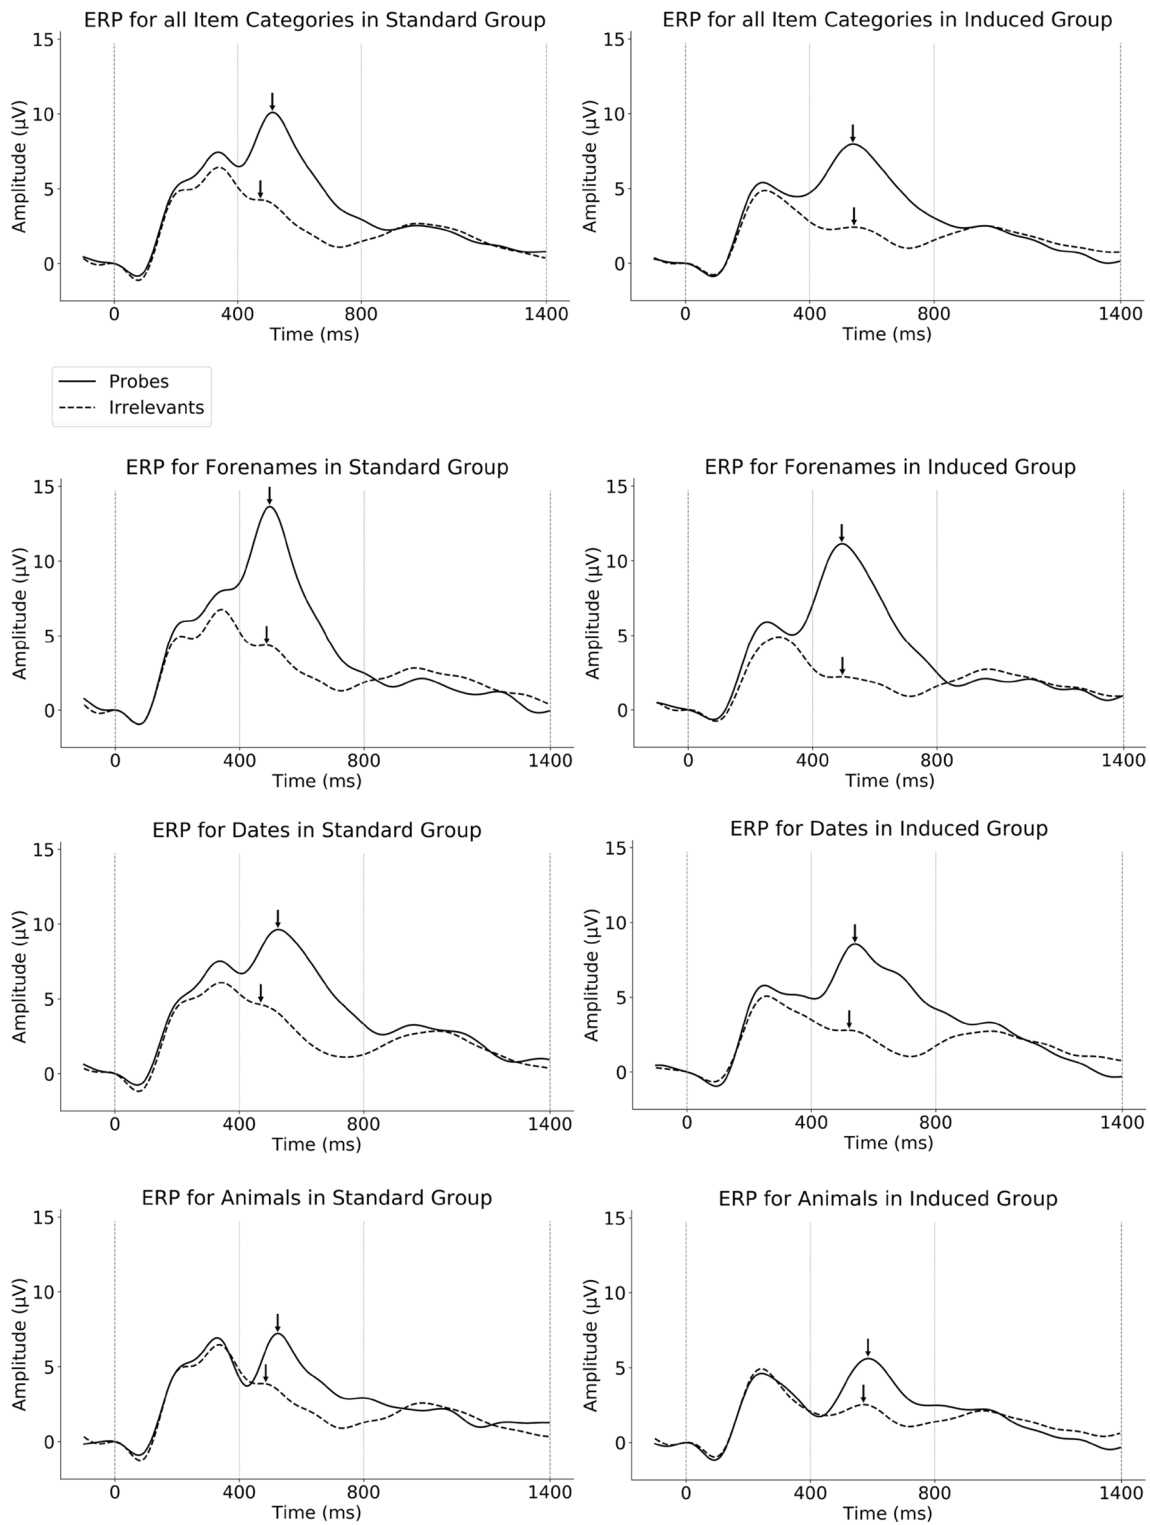 ERP for all Item Categories in Standard Group
15
10
5
0
Amplitude (µV)
0
400
800
1400
Time (ms)
ERP for all Item Categories in Induced Group
15
10
5
0
Amplitude (µV)
0
400
800
1400
Time (ms)
Probes
Irrelevants
ERP for Forenames in Standard Group
15
10
5
0
Amplitude (µV)
0
400
800
1400
Time (ms)
ERP for Forenames in Induced Group
15
10
5
0
Amplitude (µV)
0
400
800
1400
Time (ms)
ERP for Dates in Standard Group
15
10
5
0
Amplitude (µV)
0
400
800
1400
Time (ms)
ERP for Dates in Induced Group
15
10
5
0
Amplitude (µV)
0
400
800
1400
Time (ms)
ERP for Animals in Standard Group
15
10
5
0
Amplitude (µV)
0
400
800
1400
Time (ms)
ERP for Animals in Induced Group
15
10
5
0
Amplitude (µV)
0
400
800
1400
Time (ms)